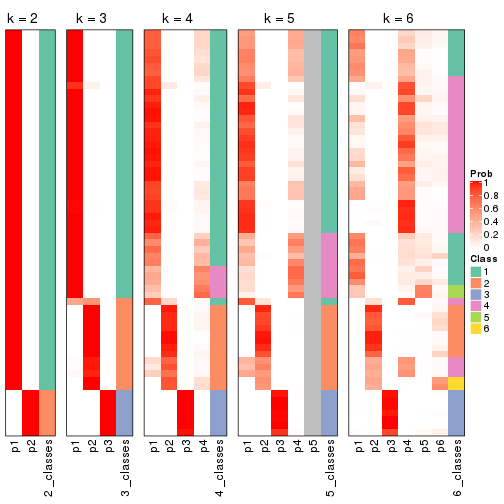 k = 2
k = 3
k = 4
k = 5
k = 6
p1
p2
2_classes
p1
p2
p3
3_classes
p1
p2
p3
p4
4_classes
p1
p2
p3
p4
p5
5_classes
p1
p2
p3
p4
p5
p6
6_classes
Prob
1
0.8
0.6
0.4
0.2
0
Class
1
2
3
4
5
6